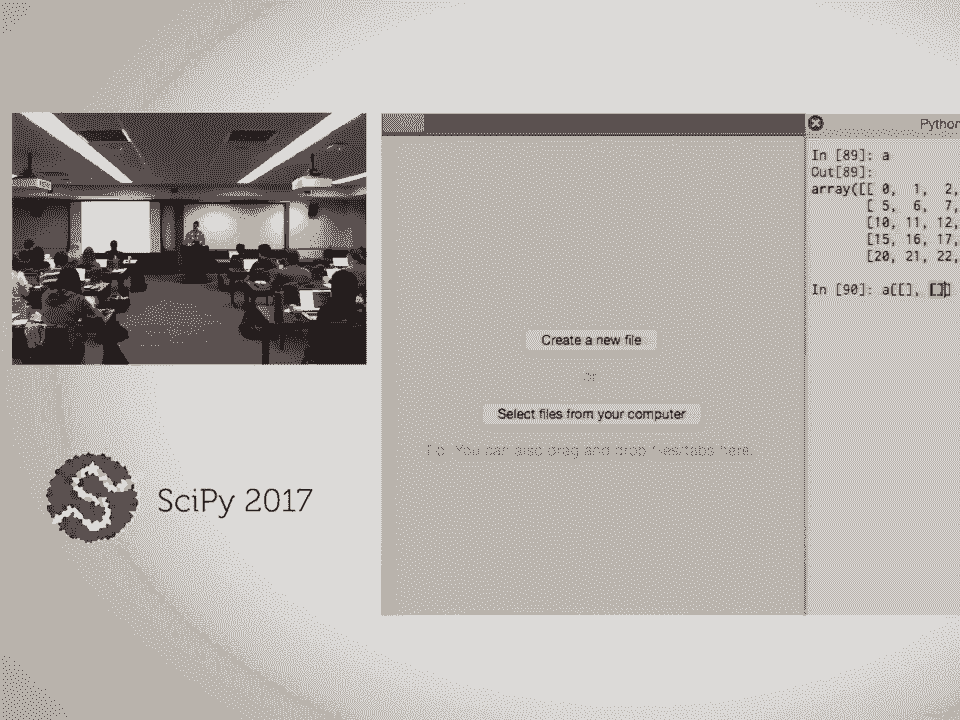 Python
In [89]: a
Out[89]:
array([[ 0, 1, 2,
[ 5, 6, 7,
[10, 11, 12,
[15, 16, 17,
[20, 21, 22,
In [90]: a[[], []]
Create a new file
or
Select files from your computer
You can also drag and drop files/tabs here.
SciPy 2017